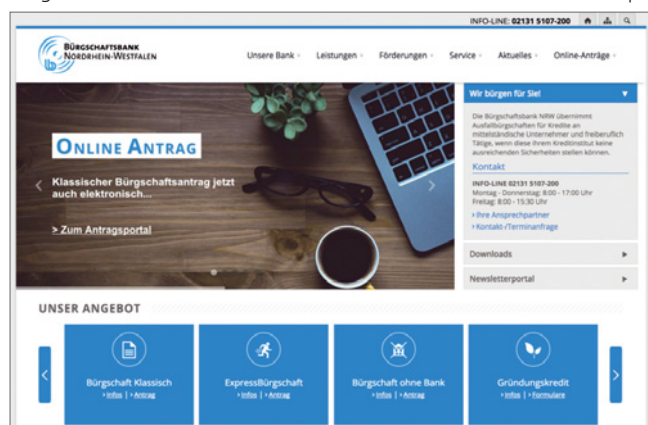 INFO-LINE: 02131 5107-200
BÜRGSCHAFTSBANK
NORDRHEIN-WESTFALEN
Unsere Bank
Leistungen
Förderungen
Service
Aktuelles
Online-Anträge
ONLINE ANTRAG
Klassischer Bürgschaftsantrag jetzt
auch elektronisch...
> Zum Antragsportal
Wir bürgen für Sie!
Die Bürgschaftsbank NRW übernimmt
Ausfallbürgschaften für Kredite an
mittelständische Unternehmer und freiberuflich
Tätige, wenn diese ihrem Kreditinstitut keine
ausreichenden Sicherheiten stellen können.
Kontakt
INFO-LINE 02131 5107-200
Montag - Donnerstag: 8:00 - 17:00 Uhr
Freitag: 8:00 - 15:30 Uhr
› Ihre Ansprechpartner
› Kontakt-/Terminanfrage
Downloads
Newsletterportal
UNSER ANGEBOT
Bürgschaft Klassisch
› Infos | › Antrag
ExpressBürgschaft
› Infos | › Antrag
Bürgschaft ohne Bank
› Infos | › Antrag
Gründungskredit
› Infos | › Formulare